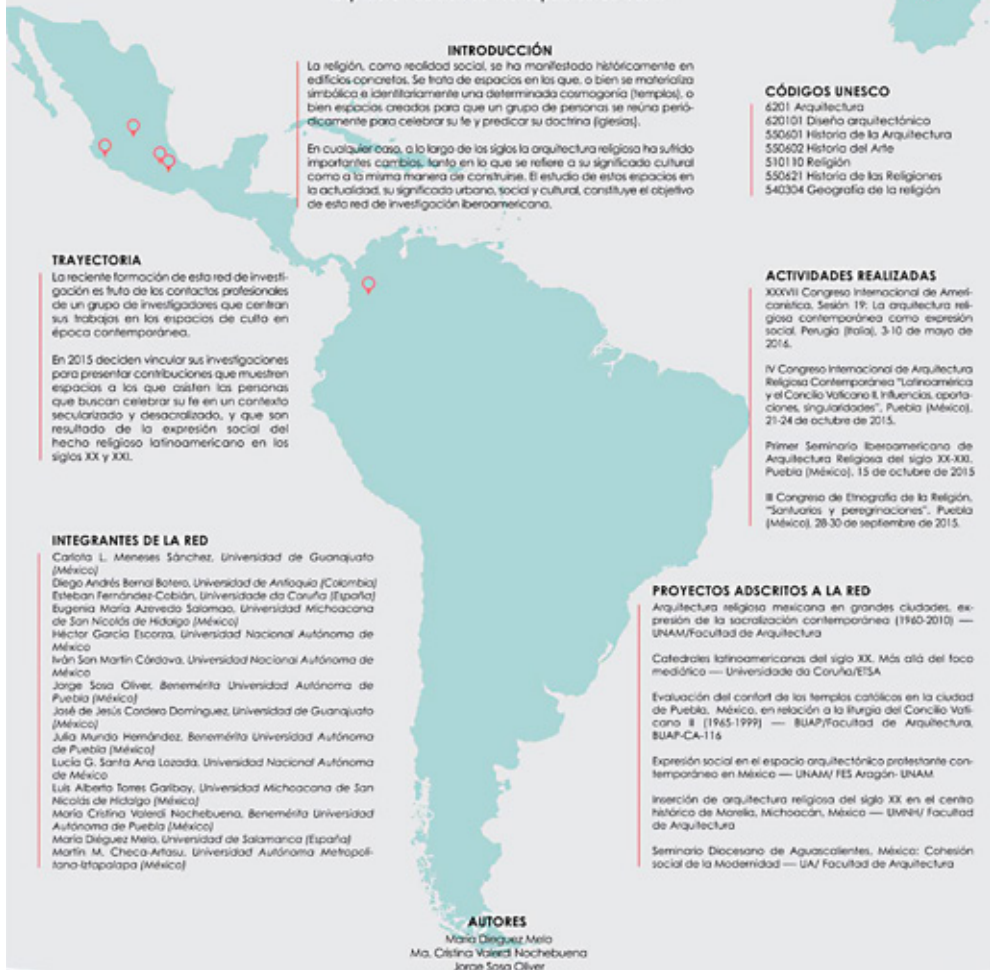 INTRODUCCIÓN
La religión, como realidad social, se ha manifestado históricamente en
edificios concretos. Se trata de espacios en los que, o bien se materializa
simbólica e identitariamente una determinada cosmogonía (templos), o
bien espacios creados para que un grupo de personas se reúna perió-
dicamente para celebrar su fe y predicar su doctrina (iglesias).
En cualquier caso, a lo largo de los siglos la arquitectura religiosa ha sufrido
importantes cambios, tanto en lo que se refiere a su significado cultural
como a la misma manera de construirse. El estudio de estos espacios en
la actualidad, su significado urbano, social y cultural, constituye el objetivo
de esta red de investigación iberoamericana.
CÓDIGOS UNESCO
6201 Arquitectura
620101 Diseño arquitectónico
550601 Historia de la Arquitectura
550602 Historia del Arte
510110 Religión
550621 Historia de las Religiones
540304 Geografía de la religión
TRAYECTORIA
La reciente formación de esta red de investi-
gación es fruto de los contactos profesionales
de un grupo de investigadores que centran
sus trabajos en los espacios de culto en
época contemporánea.
En 2015 deciden vincular sus investigaciones
para presentar contribuciones que muestren
espacios a los que asisten las personas
que buscan celebrar su fe en un contexto
secularizado y desacralizado, y que son
resultado de la expresión social del
hecho religioso latinoamericano en los
siglos XX y XXI.
ACTIVIDADES REALIZADAS
XXXVII Congreso Internacional de Ameri-
canística. Sesión 19: La arquitectura reli-
giosa contemporánea como expresión
social. Perugia (Italia), 3-10 de mayo de
2016.
IV Congreso Internacional de Arquitectura
Religiosa Contemporánea "Latinoamérica
y el Concilio Vaticano II. Influencias, aporta-
ciones, singularidades", Puebla (México),
21-24 de octubre de 2015.
Primer Seminario Iberoamericano de
Arquitectura Religiosa del siglo XX-XXI.
Puebla (México), 15 de octubre de 2015
III Congreso de Etnografía de la Religión,
"Santuarios y peregrinaciones". Puebla
(México), 28-30 de septiembre de 2015.
INTEGRANTES DE LA RED
Carlota L. Meneses Sánchez, Universidad de Guanajuato
(México)
Diego Andrés Bernal Botero, Universidad de Antioquia (Colombia)
Esteban Fernández-Cobián, Universidade da Coruña (España)
Eugenia María Azevedo Salomao, Universidad Michoacana
de San Nicolás de Hidalgo (México)
Héctor García Escorza, Universidad Nacional Autónoma de
México
Iván San Martín Córdova, Universidad Nacional Autónoma de
México
Jorge Sosa Oliver, Benemérita Universidad Autónoma de
Puebla (México)
José de Jesús Cordero Domínguez, Universidad de Guanajuato
(México)
Julia Mundo Hernández, Benemérita Universidad Autónoma
de Puebla (México)
Lucía G. Santa Ana Lozada, Universidad Nacional Autónoma
de México
Luis Alberto Torres Garibay, Universidad Michoacana de San
Nicolás de Hidalgo (México)
María Cristina Valerdi Nochebuena, Benemérita Universidad
Autónoma de Puebla (México)
María Diéguez Melo, Universidad de Salamanca (España)
Martín M. Checa-Artasu, Universidad Autónoma Metropoli-
tana-Iztapalapa (México)
PROYECTOS ADSCRITOS A LA RED
Arquitectura religiosa mexicana en grandes ciudades, ex-
presión de la sacralización contemporánea (1960-2010) —
UNAM/Facultad de Arquitectura
Catedrales latinoamericanas del siglo XX. Más allá del foco
mediático — Universidade da Coruña/ETSA
Evaluación del confort de los templos católicos en la ciudad
de Puebla, México, en relación a la liturgia del Concilio Vati-
cano II (1965-1999) — BUAP/Facultad de Arquitectura,
BUAP-CA-116
Expresión social en el espacio arquitectónico protestante con-
temporáneo en México — UNAM/ FES Aragón- UNAM
Inserción de arquitectura religiosa del siglo XX en el centro
histórico de Morelia, Michoacán, México — UMNH/ Facultad
de Arquitectura
Seminario Diocesano de Aguascalientes, México: Cohesión
social de la Modernidad — UA/ Facultad de Arquitectura
AUTORES
María Diéguez Melo
Ma. Cristina Valerdi Nochebuena
Jorge Sosa Oliver